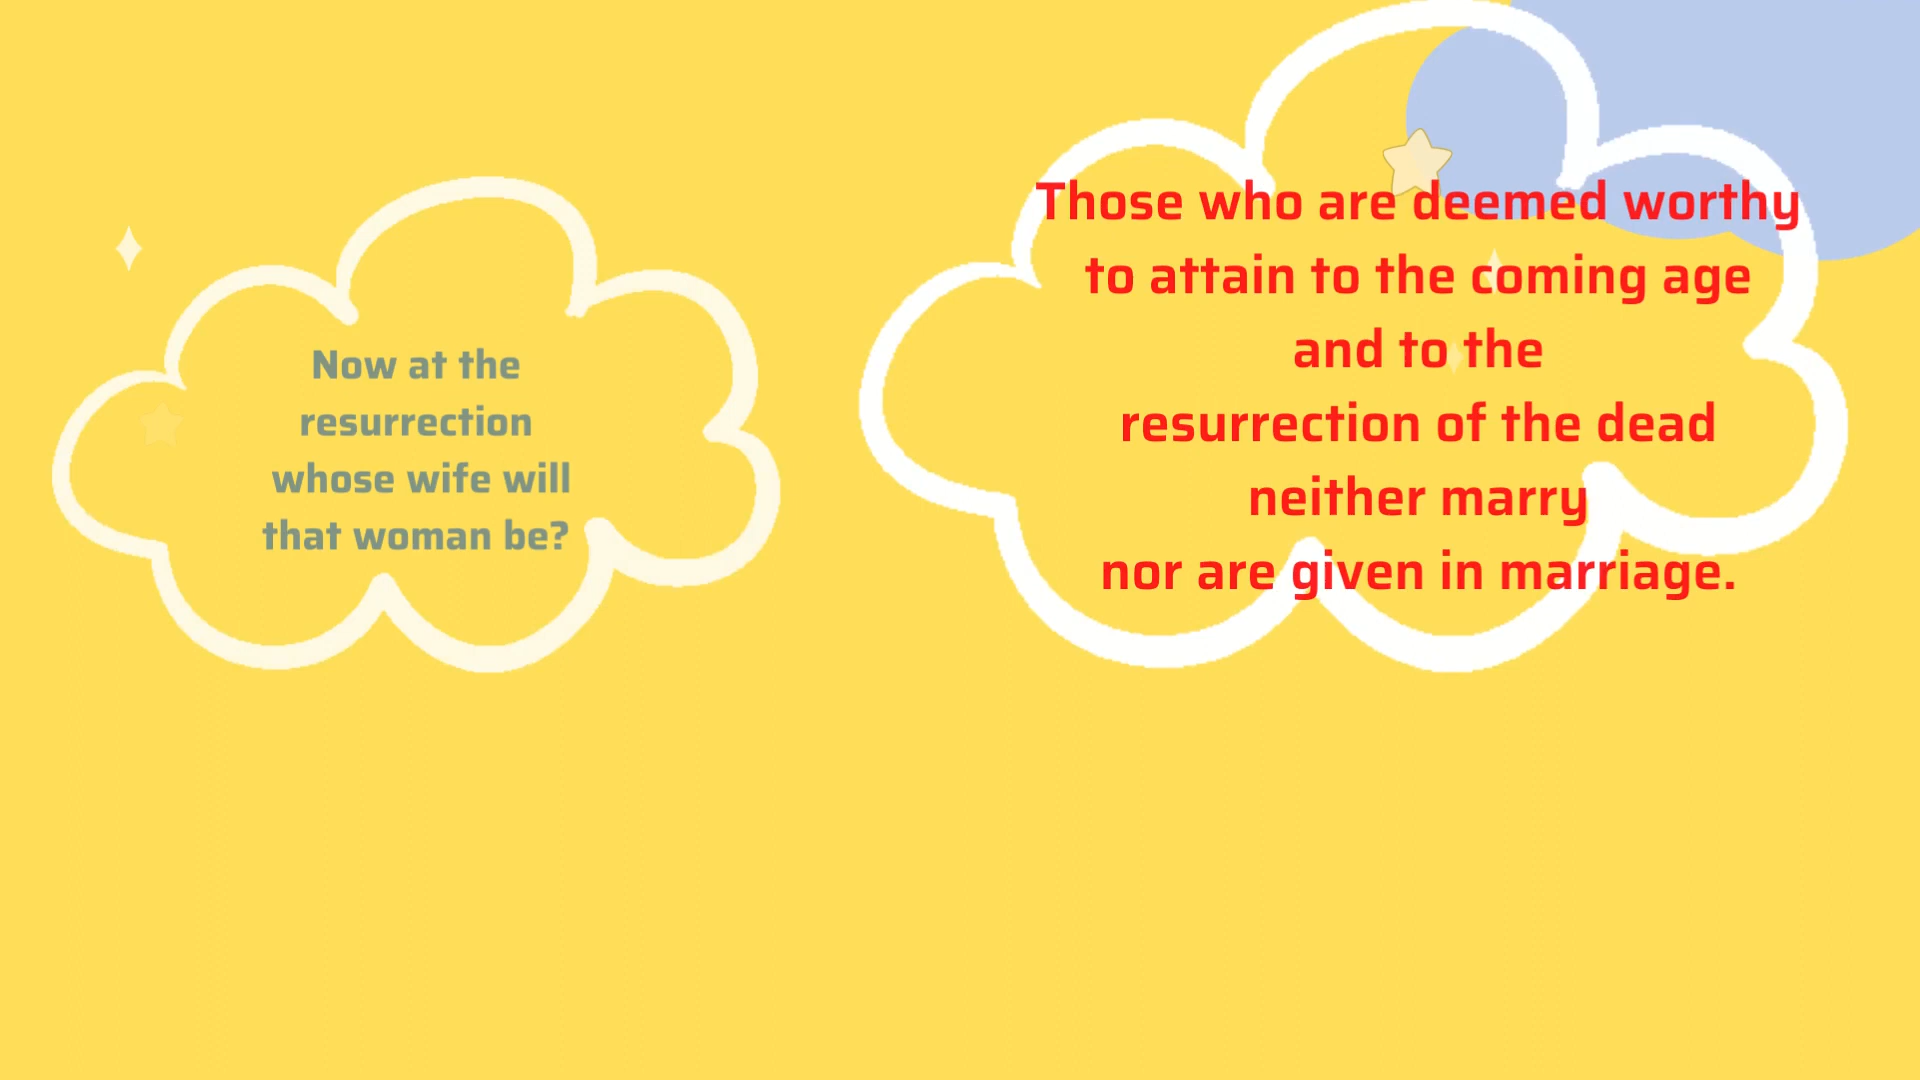 Now at the
resurrection
whose wife will
that woman be?
Those who are deemed worthy
to attain to the coming age
and to the
resurrection of the dead
neither marry
nor are given in marriage.